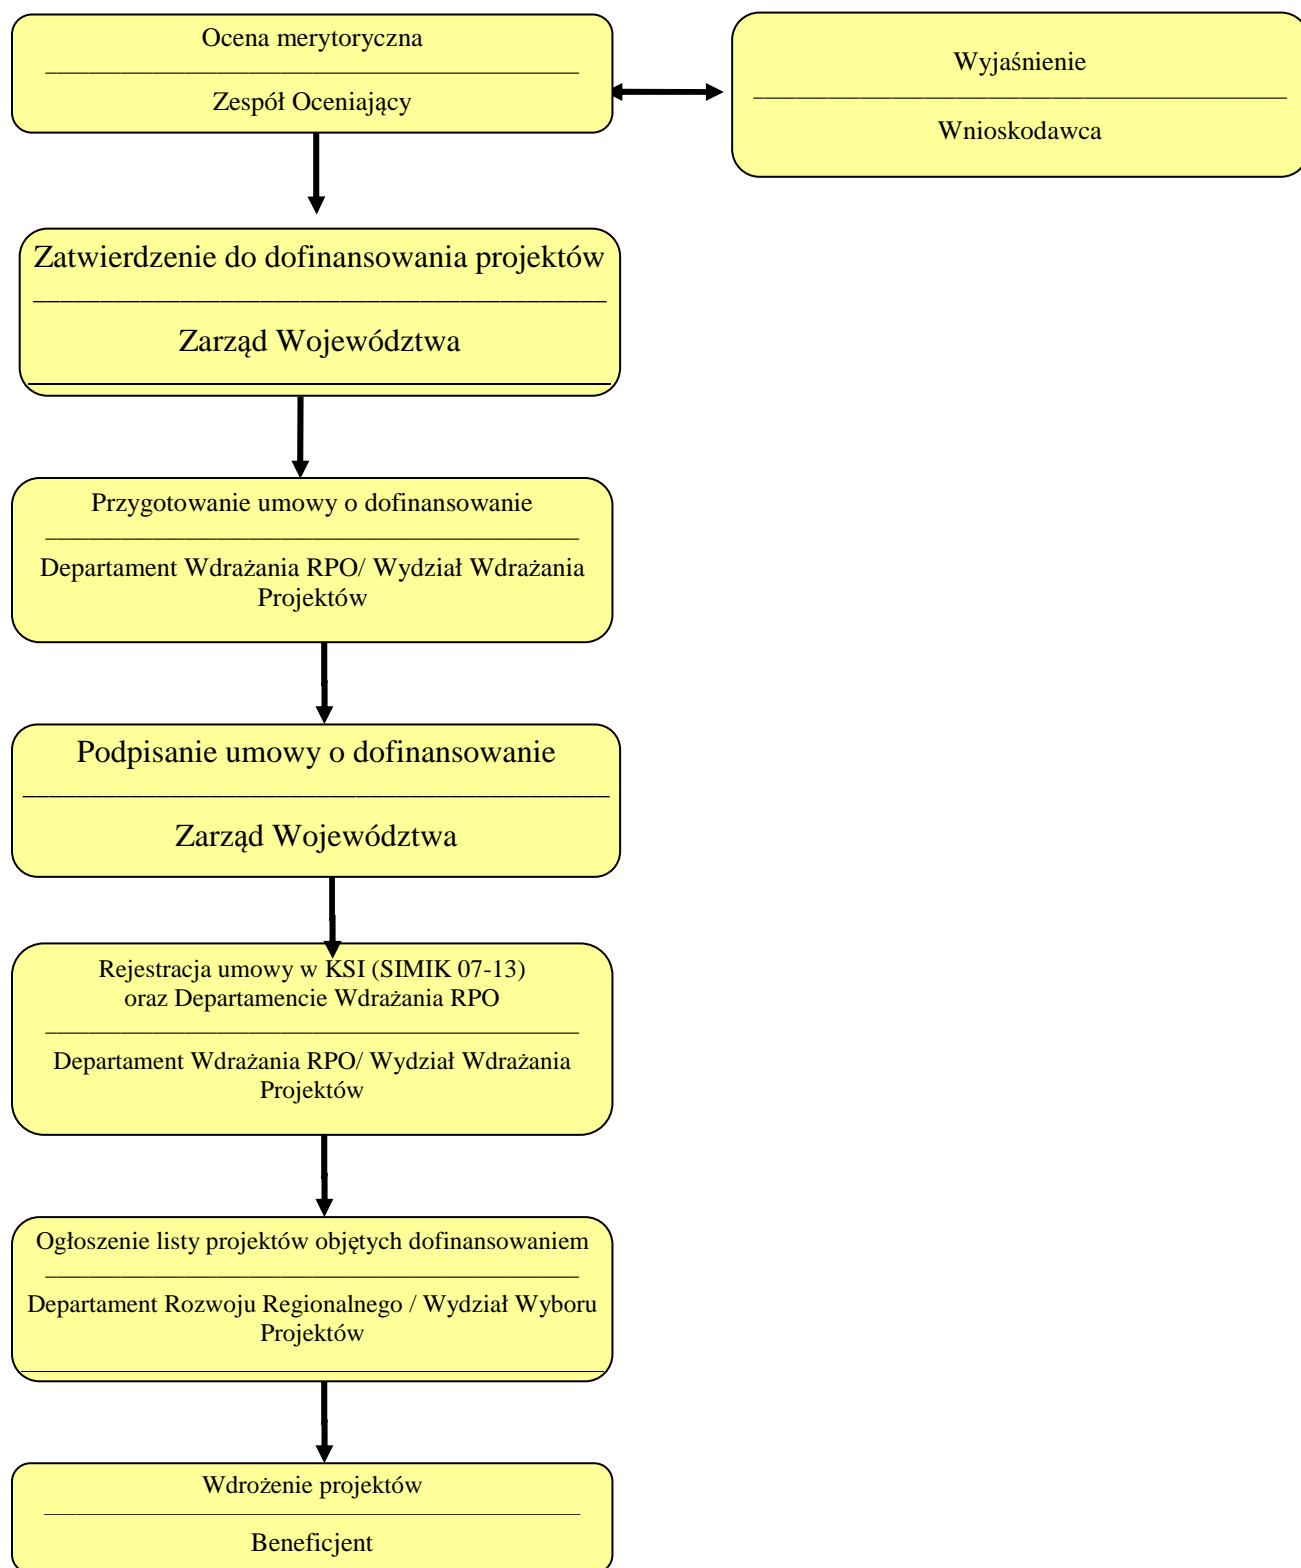 Ocena merytoryczna
Zespół Oceniający
Wyjaśnienie
Wnioskodawca
Zatwierdzenie do dofinansowania projektów
Zarząd Województwa
Przygotowanie umowy o dofinansowanie
Departament Wdrażania RPO/ Wydział Wdrażania
Projektów
Podpisanie umowy o dofinansowanie
Zarząd Województwa
Rejestracja umowy w KSI (SIMIK 07-13)
oraz Departamencie Wdrażania RPO
Departament Wdrażania RPO/ Wydział Wdrażania
Projektów
Ogłoszenie listy projektów objętych dofinansowaniem
Departament Rozwoju Regionalnego / Wydział Wyboru
Projektów
Wdrożenie projektów
Beneficjent